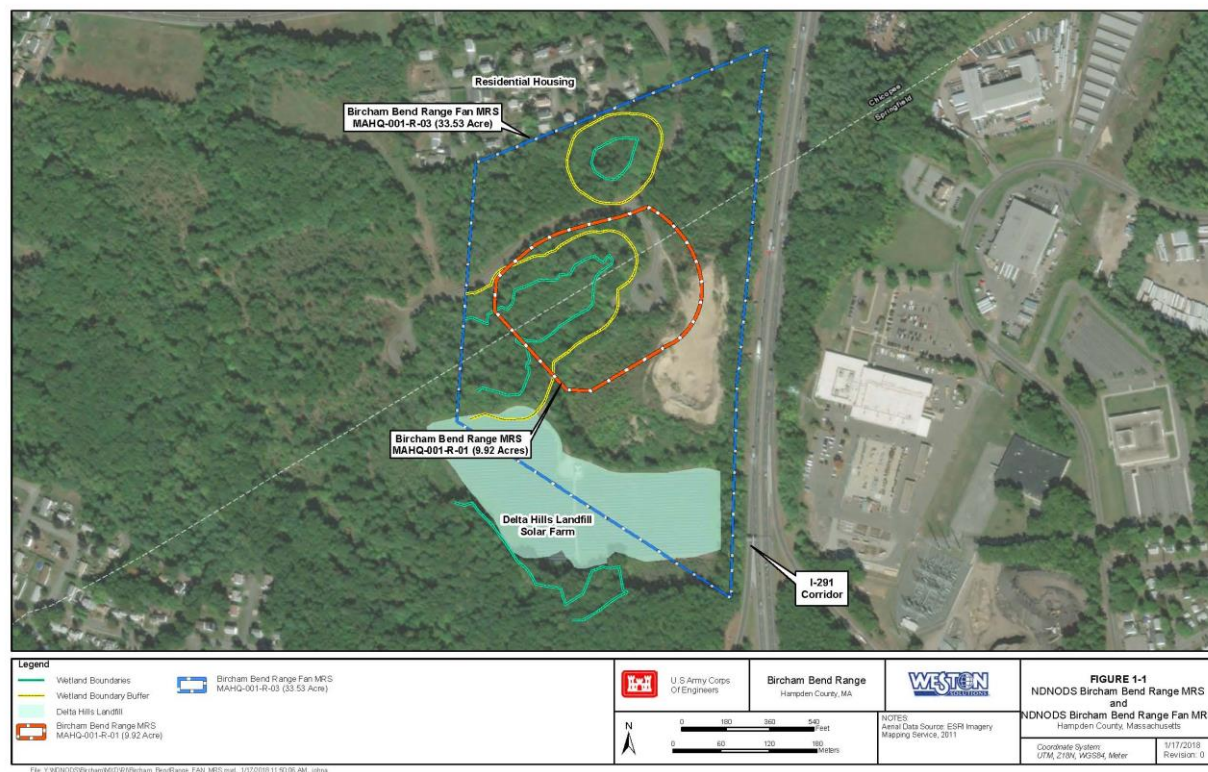 Residential Housing
Bircham Bend Range Fan MRS
MAHQ-001-R-03 (33.53 Acre)
Chicopee
Springfield
Bircham Bend Range MRS
MAHQ-001-R-01 (9.92 Acres)
Delta Hills Landfill
Solar Farm
I-291
Corridor
Legend
Wetland Boundaries
Wetland Boundary Buffer
Delta Hills Landfill
Bircham Bend Range MRS
MAHQ-001-R-01 (9.92 Acre)
Bircham Bend Range Fan MRS
MAHQ-001-R-03 (33.53 Acre)
U.S Army Corps
Of Engineers
Bircham Bend Range
Hampden County, MA
WESTON
SOLUTIONS
N
0 180 360 540
Feet
0 60 120 180
Meters
NOTES:
Aerial Data Source: ESRI Imagery
Mapping Service, 2011
FIGURE 1-1
NDNODS Bircham Bend Range MRS
and
NDNODS Bircham Bend Range Fan MR
Hampden County, Massachusetts
Coordinate System:
UTM, Z18N, WGS84, Meter
1/17/2018
Revision: 0